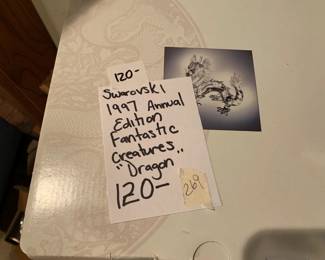 120-
Swarovski
1997 Annual
Edition
Fantastic
Creatures
"Dragon"
120-
269